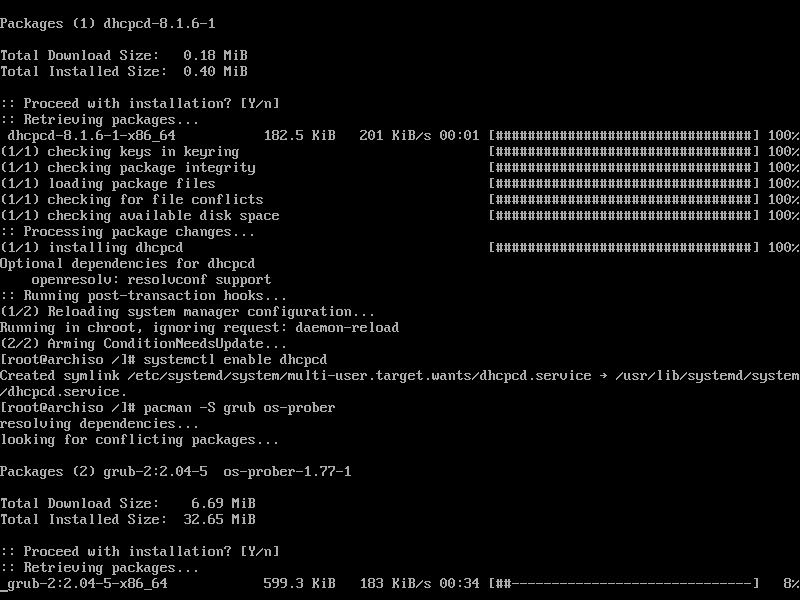 Packages (1) dhcpcd-8.1.6-1
Total Download Size:   0.18 MiB
Total Installed Size:  0.40 MiB
:: Proceed with installation? [Y/n]
:: Retrieving packages...
 dhcpcd-8.1.6-1-x86_64           182.5 KiB   201 KiB/s 00:01 [################################] 100%
(1/1) checking keys in keyring                               [################################] 100%
(1/1) checking package integrity                             [################################] 100%
(1/1) loading package files                                  [################################] 100%
(1/1) checking for file conflicts                            [################################] 100%
(1/1) checking available disk space                          [################################] 100%
:: Processing package changes...
(1/1) installing dhcpcd                                      [################################] 100%
Optional dependencies for dhcpcd
    openresolv: resolvconf support
:: Running post-transaction hooks...
(1/2) Reloading system manager configuration...
Running in chroot, ignoring request: daemon-reload
(2/2) Arming ConditionNeedsUpdate...
[root@archiso /]# systemctl enable dhcpcd
Created symlink /etc/systemd/system/multi-user.target.wants/dhcpcd.service → /usr/lib/systemd/system
/dhcpcd.service.
[root@archiso /]# pacman -S grub os-prober
resolving dependencies...
looking for conflicting packages...
Packages (2) grub-2:2.04-5  os-prober-1.77-1
Total Download Size:    6.69 MiB
Total Installed Size:  32.65 MiB
:: Proceed with installation? [Y/n]
:: Retrieving packages...
_grub-2:2.04-5-x86_64            599.3 KiB   183 KiB/s 00:34 [##------------------------------]   8%